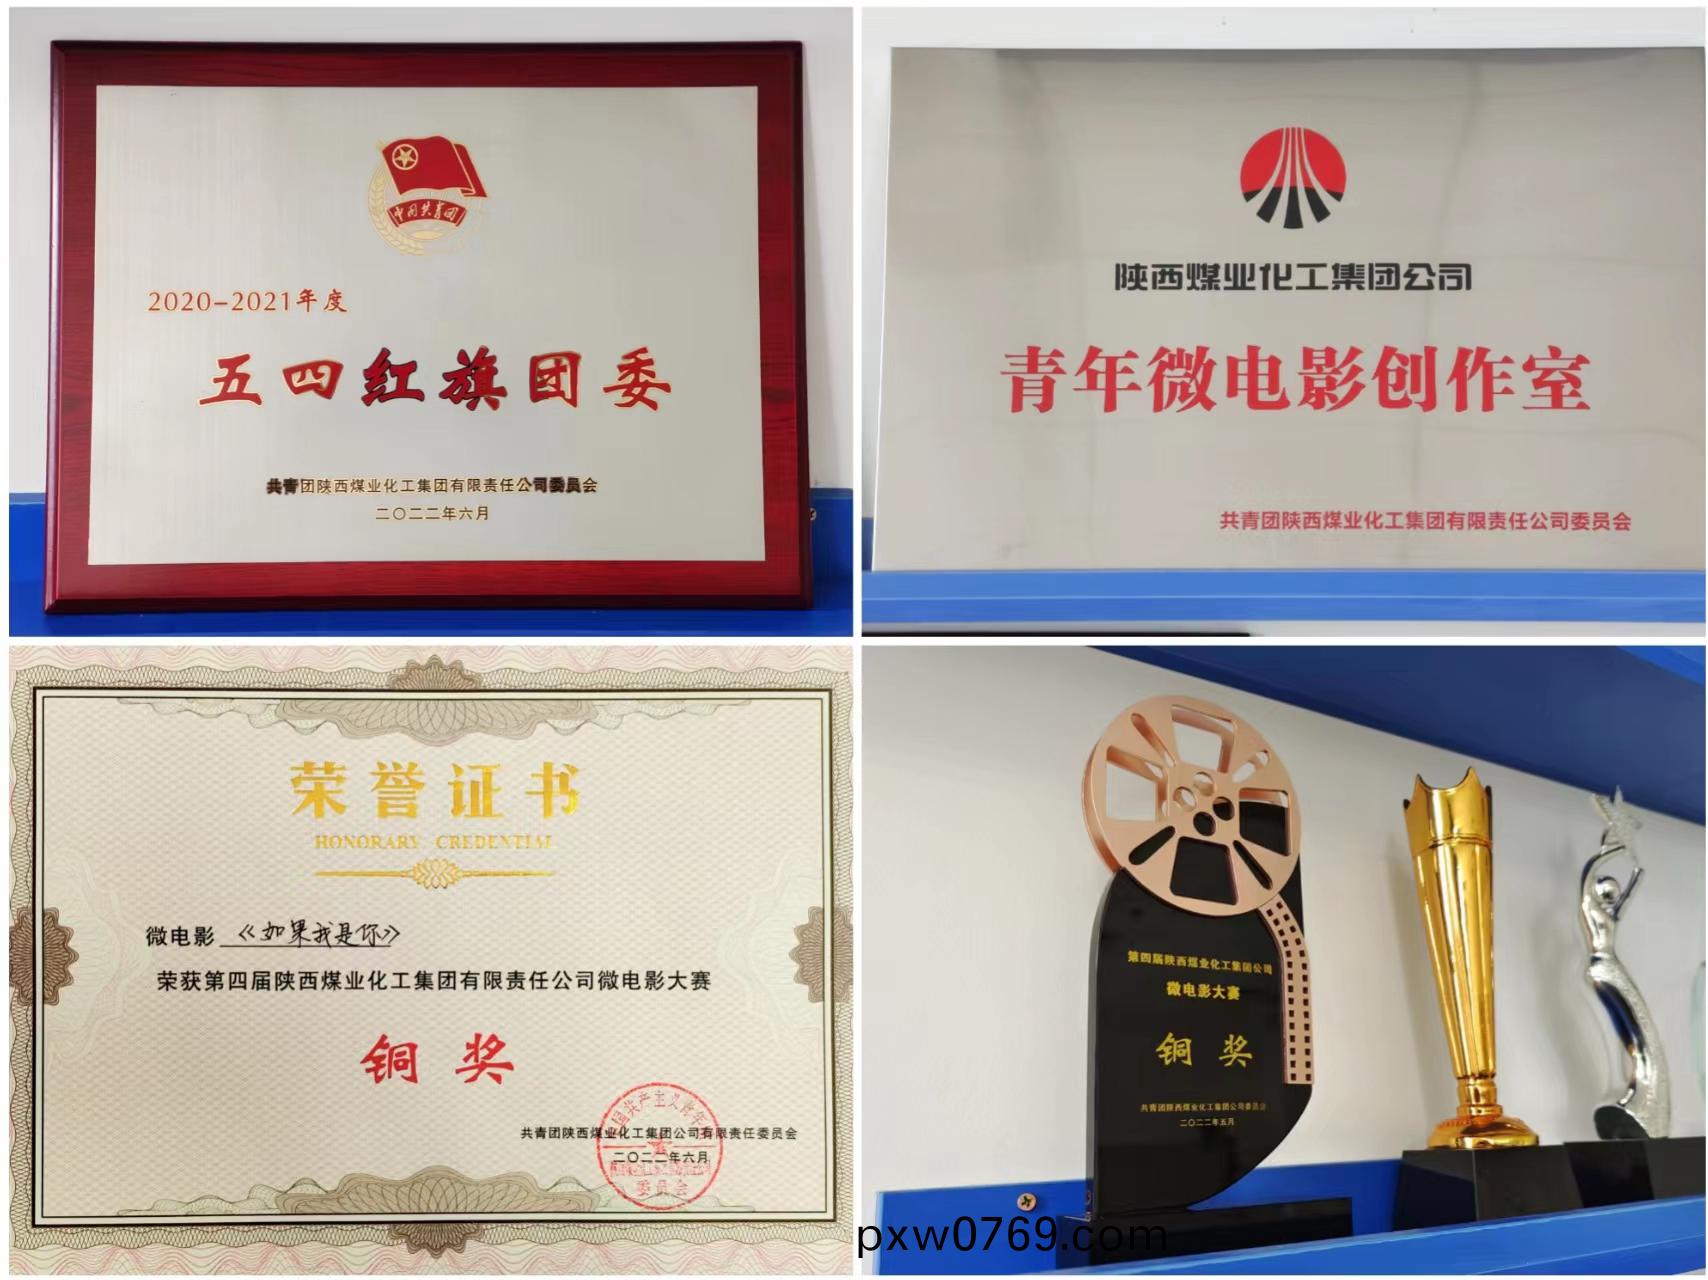 中国共青团
2020-2021年度
五四红旗团委
共青团陕西煤业化工集团有限责任公司委员会
二〇二二年六月
陕西煤业化工集团公司
青年微电影创作室
共青团陕西煤业化工集团有限责任公司委员会
荣誉证书
HONORARY CREDENTIAL
微电影 《如果我是你》
荣获第四届陕西煤业化工集团有限责任公司微电影大赛
铜奖
共青团陕西煤业化工集团公司有限责任委员会
二〇二二年六月
委员会
第四届陕西煤业化工集团公司
微电影大赛
铜奖
共青团陕西煤业化工集团公司委员会
二〇二二年五月
pxw0769.com